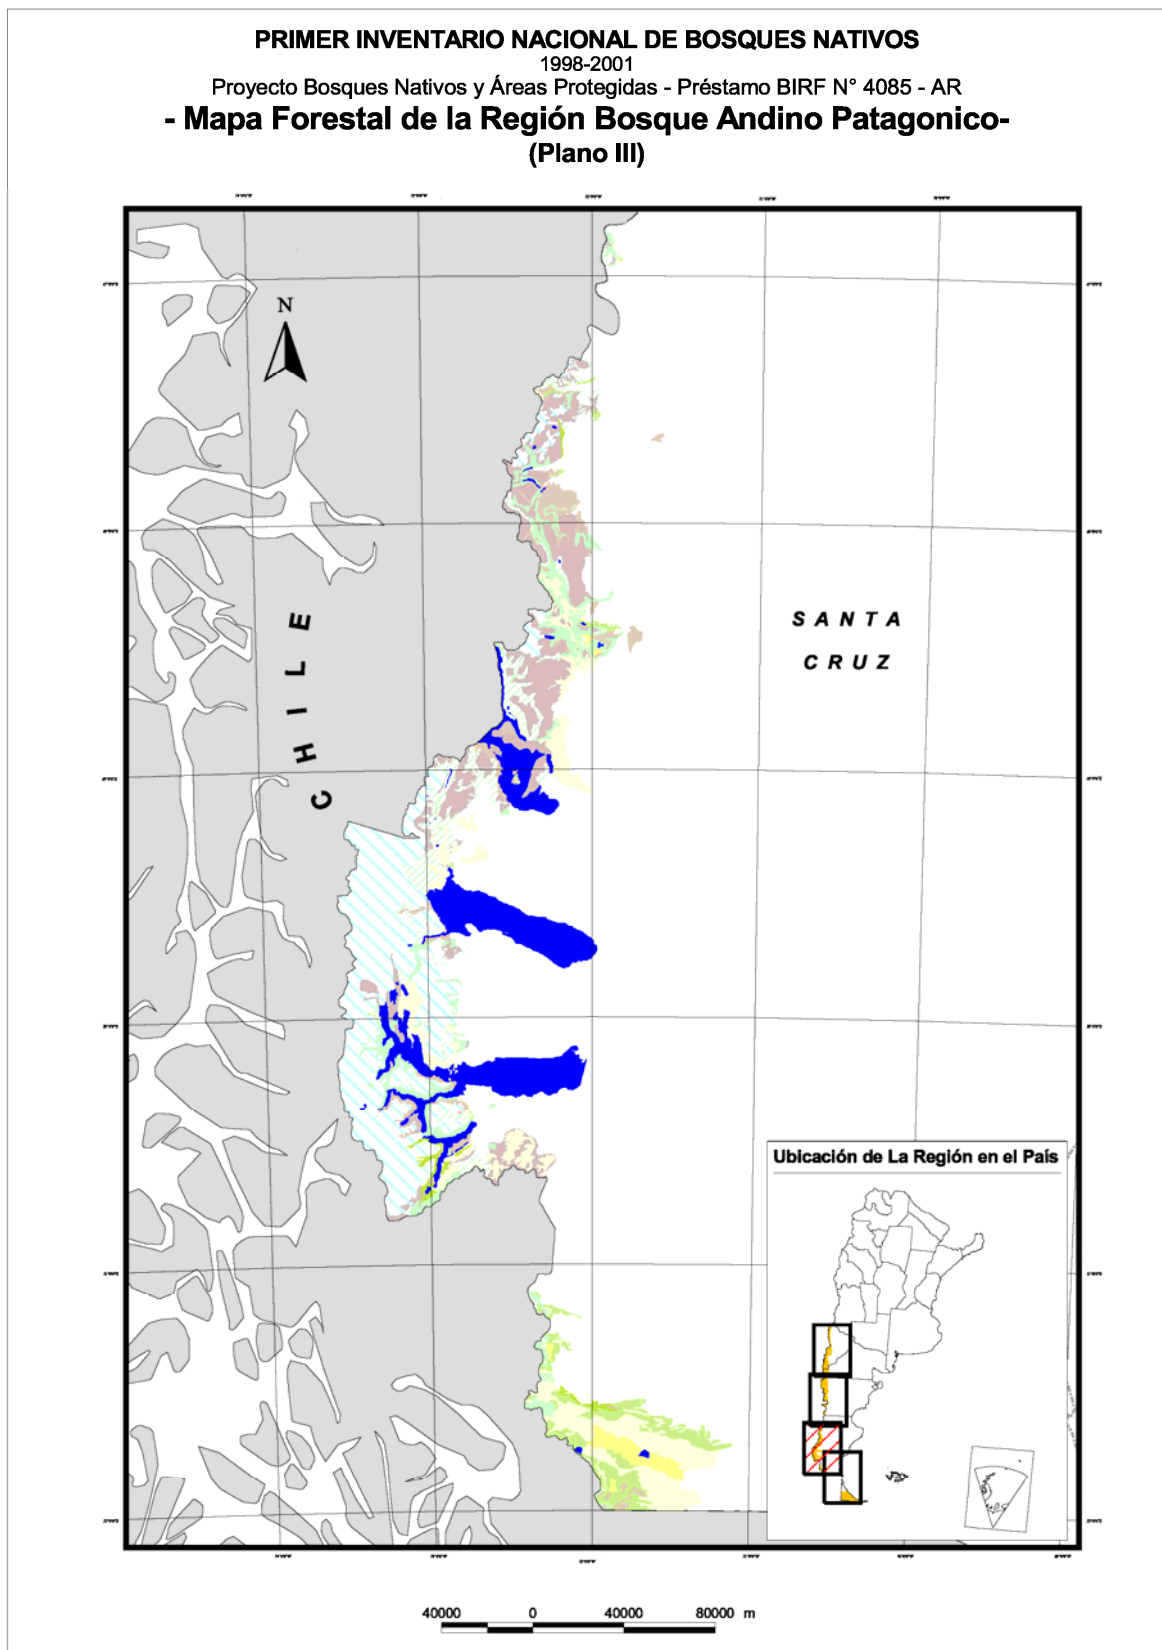 PRIMER INVENTARIO NACIONAL DE BOSQUES NATIVOS
1998-2001
Proyecto Bosques Nativos y Áreas Protegidas - Préstamo BIRF N° 4085 - AR
- Mapa Forestal de la Región Bosque Andino Patagonico-
(Plano III)
N
CHILE
SANTA
CRUZ
Ubicación de La Región en el País
40000 0 40000 80000 m